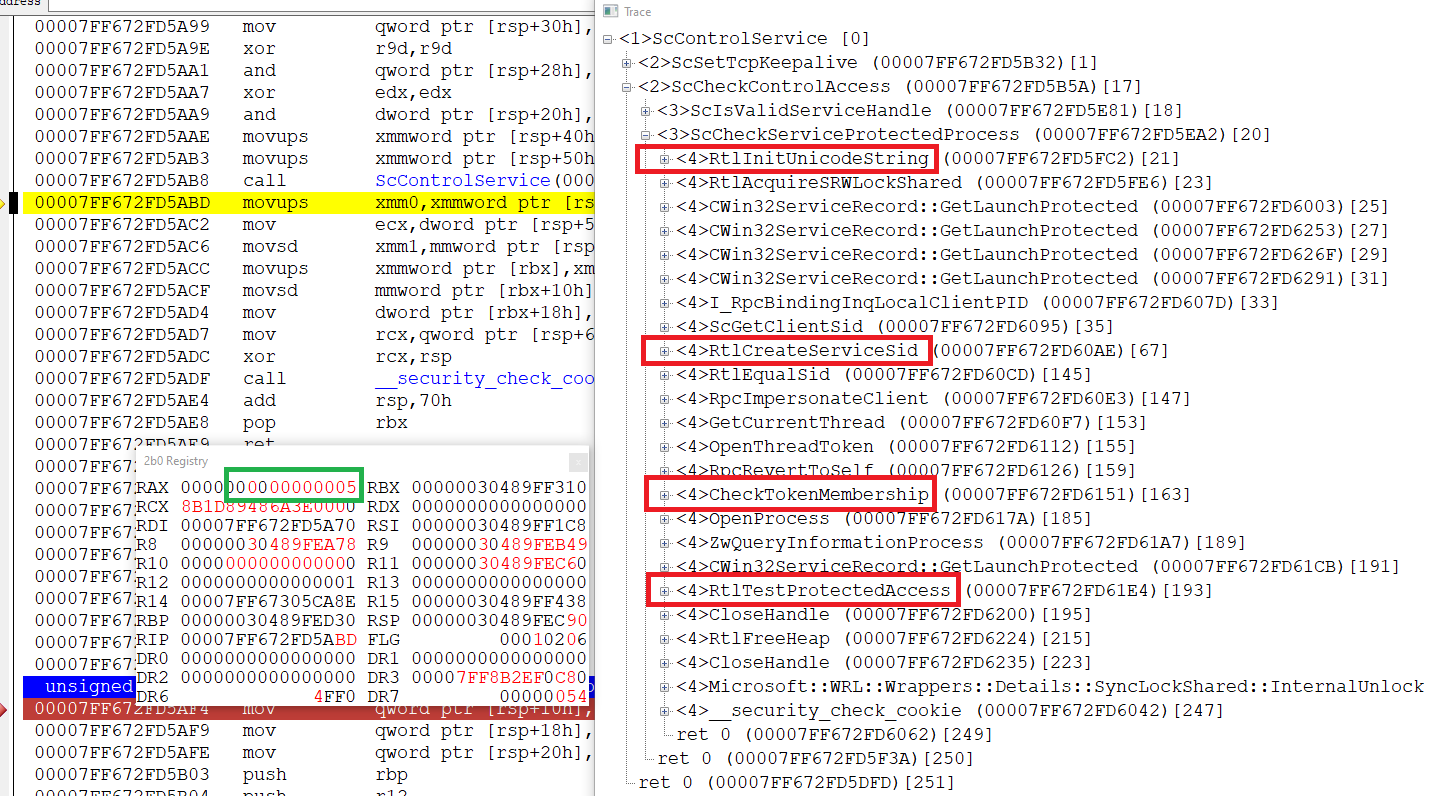 address
00007FF672FD5A99 mov qword ptr [rsp+30h],
00007FF672FD5A9E xor r9d,r9d
00007FF672FD5AA1 and qword ptr [rsp+28h],
00007FF672FD5AA7 xor edx,edx
00007FF672FD5AA9 and dword ptr [rsp+20h],
00007FF672FD5AAE movups xmmword ptr [rsp+40h
00007FF672FD5AB3 movups xmmword ptr [rsp+50h
00007FF672FD5AB8 call ScControlService(000
00007FF672FD5ABD movups xmm0,xmmword ptr [rs
00007FF672FD5AC2 mov ecx,dword ptr [rsp+5
00007FF672FD5AC6 movsd xmm1,mmword ptr [rsp
00007FF672FD5ACC movups xmmword ptr [rbx],xm
00007FF672FD5ACF movsd mmword ptr [rbx+10h]
00007FF672FD5AD4 mov dword ptr [rbx+18h],
00007FF672FD5AD7 mov rcx,qword ptr [rsp+6
00007FF672FD5ADC xor rcx,rsp
00007FF672FD5ADF call __security_check_coo
00007FF672FD5AE4 add rsp,70h
00007FF672FD5AE8 pop rbx
00007FF672FD5AE9 ret
2b0 Registry
RAX 0000000000000005 RBX 00000030489FF310
RCX 8B1D89486A3E0000 RDX 0000000000000000
RDI 00007FF672FD5A70 RSI 00000030489FF1C8
R8 00000030489FEA78 R9 00000030489FEB49
R10 0000000000000000 R11 00000030489FEC60
R12 0000000000000001 R13 0000000000000000
R14 00007FF67305CA8E R15 00000030489FF438
RBP 00000030489FED30 RSP 00000030489FEC90
RIP 00007FF672FD5ABD FLG 00010206
DR0 0000000000000000 DR1 0000000000000000
DR2 0000000000000000 DR3 00007FF8B2EF0C80
DR6 4FF0 DR7 00000054
unsigned
00007FF672FD5AF4 mov qword ptr [rsp+10h],
00007FF672FD5AF9 mov qword ptr [rsp+18h],
00007FF672FD5AFE mov qword ptr [rsp+20h],
00007FF672FD5B03 push rbp
00007FF672FD5B04 push r12
Trace
<1>ScControlService [0]
<2>ScSetTcpKeepalive (00007FF672FD5B32)[1]
<2>ScCheckControlAccess (00007FF672FD5B5A)[17]
<3>ScIsValidServiceHandle (00007FF672FD5E81)[18]
<3>ScCheckServiceProtectedProcess (00007FF672FD5EA2)[20]
<4>RtlInitUnicodeString (00007FF672FD5FC2)[21]
<4>RtlAcquireSRWLockShared (00007FF672FD5FE6)[23]
<4>CWin32ServiceRecord::GetLaunchProtected (00007FF672FD6003)[25]
<4>CWin32ServiceRecord::GetLaunchProtected (00007FF672FD6253)[27]
<4>CWin32ServiceRecord::GetLaunchProtected (00007FF672FD626F)[29]
<4>CWin32ServiceRecord::GetLaunchProtected (00007FF672FD6291)[31]
<4>I_RpcBindingInqLocalClientPID (00007FF672FD607D)[33]
<4>ScGetClientSid (00007FF672FD6095)[35]
<4>RtlCreateServiceSid (00007FF672FD60AE)[67]
<4>RtlEqualSid (00007FF672FD60CD)[145]
<4>RpcImpersonateClient (00007FF672FD60E3)[147]
<4>GetCurrentThread (00007FF672FD60F7)[153]
<4>OpenThreadToken (00007FF672FD6112)[155]
<4>RpcRevertToSelf (00007FF672FD6126)[159]
<4>CheckTokenMembership (00007FF672FD6151)[163]
<4>OpenProcess (00007FF672FD617A)[185]
<4>ZwQueryInformationProcess (00007FF672FD61A7)[189]
<4>CWin32ServiceRecord::GetLaunchProtected (00007FF672FD61CB)[191]
<4>RtlTestProtectedAccess (00007FF672FD61E4)[193]
<4>CloseHandle (00007FF672FD6200)[195]
<4>RtlFreeHeap (00007FF672FD6224)[215]
<4>CloseHandle (00007FF672FD6235)[223]
<4>Microsoft::WRL::Wrappers::Details::SyncLockShared::InternalUnlock
<4>__security_check_cookie (00007FF672FD6042)[247]
ret 0 (00007FF672FD6062)[249]
ret 0 (00007FF672FD5F3A)[250]
ret 0 (00007FF672FD5DFD)[251]